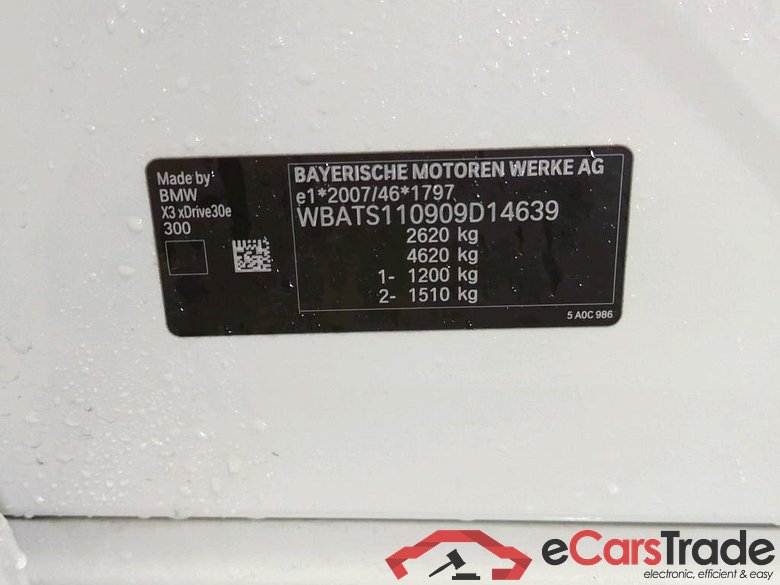 Made by
BMW
X3 xDrive30e
300
BAYERISCHE MOTOREN WERKE AG
e1*2007/46*1797
WBATS110909D14639
2620 kg
4620 kg
1- 1200 kg
2- 1510 kg
5 A0C 986
eCarsTrade
electronic, efficient & easy